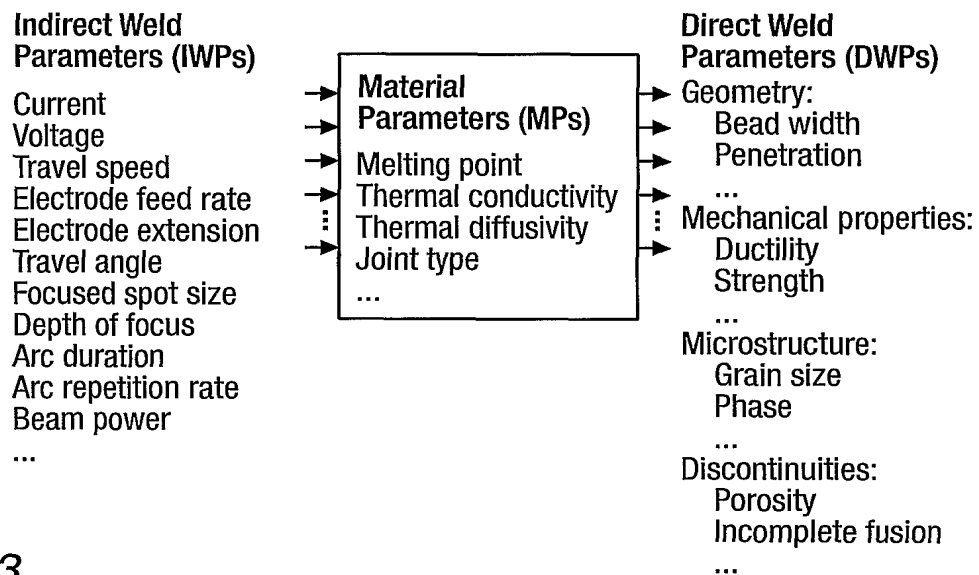 Indirect Weld
Parameters (IWPs)
Current
Voltage
Travel speed
Electrode feed rate
Electrode extension
Travel angle
Focused spot size
Depth of focus
Arc duration
Arc repetition rate
Beam power
...
Material
Parameters (MPs)
Melting point
Thermal conductivity
Thermal diffusivity
Joint type
...
Direct Weld
Parameters (DWPs)
Geometry:
Bead width
Penetration
...
Mechanical properties:
Ductility
Strength
...
Microstructure:
Grain size
Phase
...
Discontinuities:
Porosity
Incomplete fusion
...
3